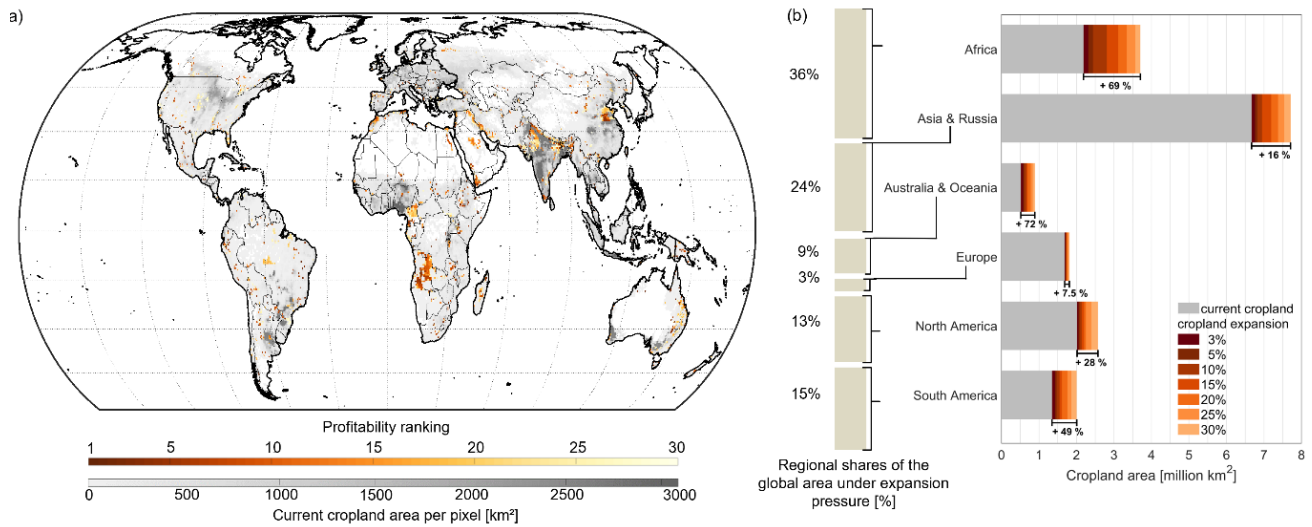 a)
Profitability ranking
1 5 10 15 20 25 30
0 500 1000 1500 2000 2500 3000
Current cropland area per pixel [km²]
(b)
36%
24%
9%
3%
13%
15%
Regional shares of the
global area under expansion
pressure [%]
Africa
+ 69 %
Asia & Russia
+ 16 %
Australia & Oceania
+ 72 %
Europe
+ 7.5 %
North America
+ 28 %
South America
+ 49 %
current cropland
cropland expansion
3%
5%
10%
15%
20%
25%
30%
0 1 2 3 4 5 6 7 8
Cropland area [million km²]